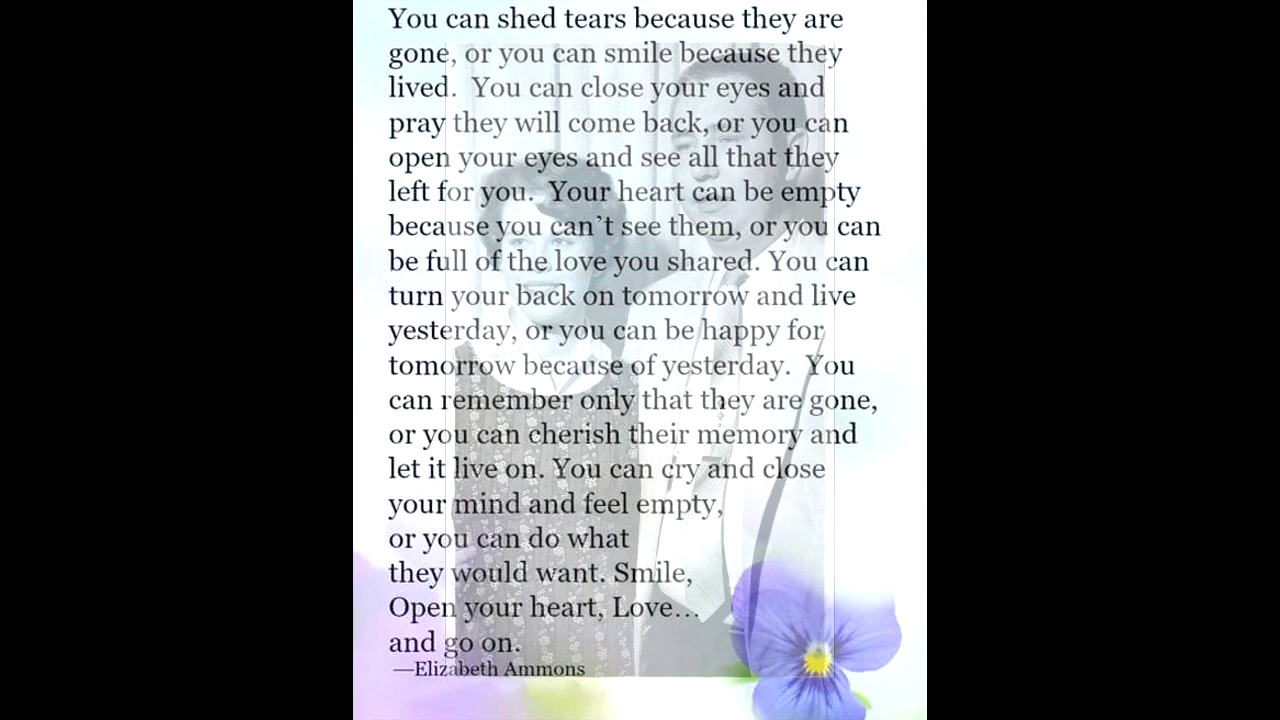 You can shed tears because they are
gone, or you can smile because they
lived.  You can close your eyes and
pray they will come back, or you can
open your eyes and see all that they
left for you.  Your heart can be empty
because you can’t see them, or you can
be full of the love you shared. You can
turn your back on tomorrow and live
yesterday, or you can be happy for
tomorrow because of yesterday.  You
can remember only that they are gone,
or you can cherish their memory and
let it live on. You can cry and close
your mind and feel empty,
or you can do what
they would want. Smile,
Open your heart, Love…
and go on.
—Elizabeth Ammons